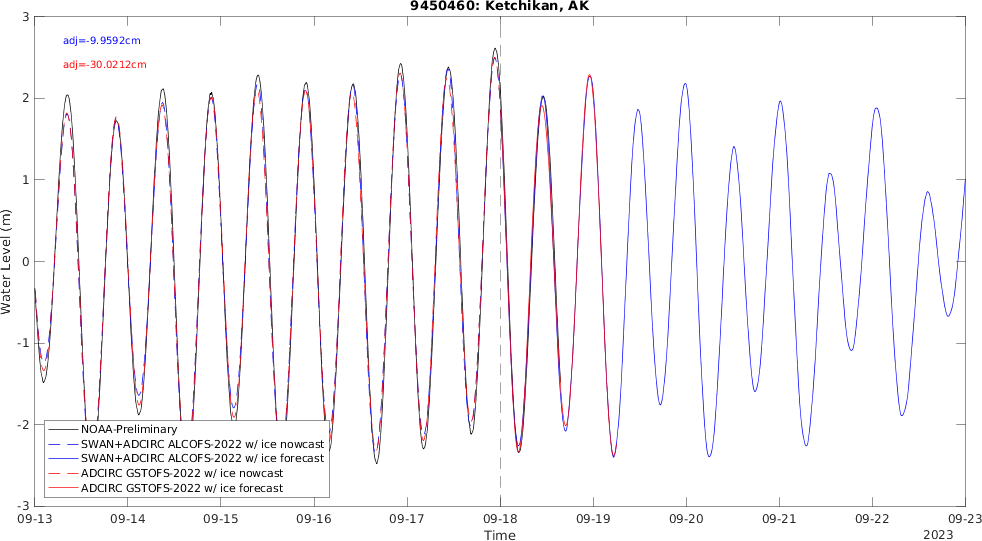 9450460: Ketchikan, AK
adj=-9.9592cm
adj=-30.0212cm
3
2
1
0
-1
-2
-3
Water Level (m)
NOAA-Preliminary
SWAN+ADCIRC ALCOFS-2022 w/ ice nowcast
SWAN+ADCIRC ALCOFS-2022 w/ ice forecast
ADCIRC GSTOFS-2022 w/ ice nowcast
ADCIRC GSTOFS-2022 w/ ice forecast
09-13 09-14 09-15 09-16 09-17 09-18 09-19 09-20 09-21 09-22 09-23
Time
2023